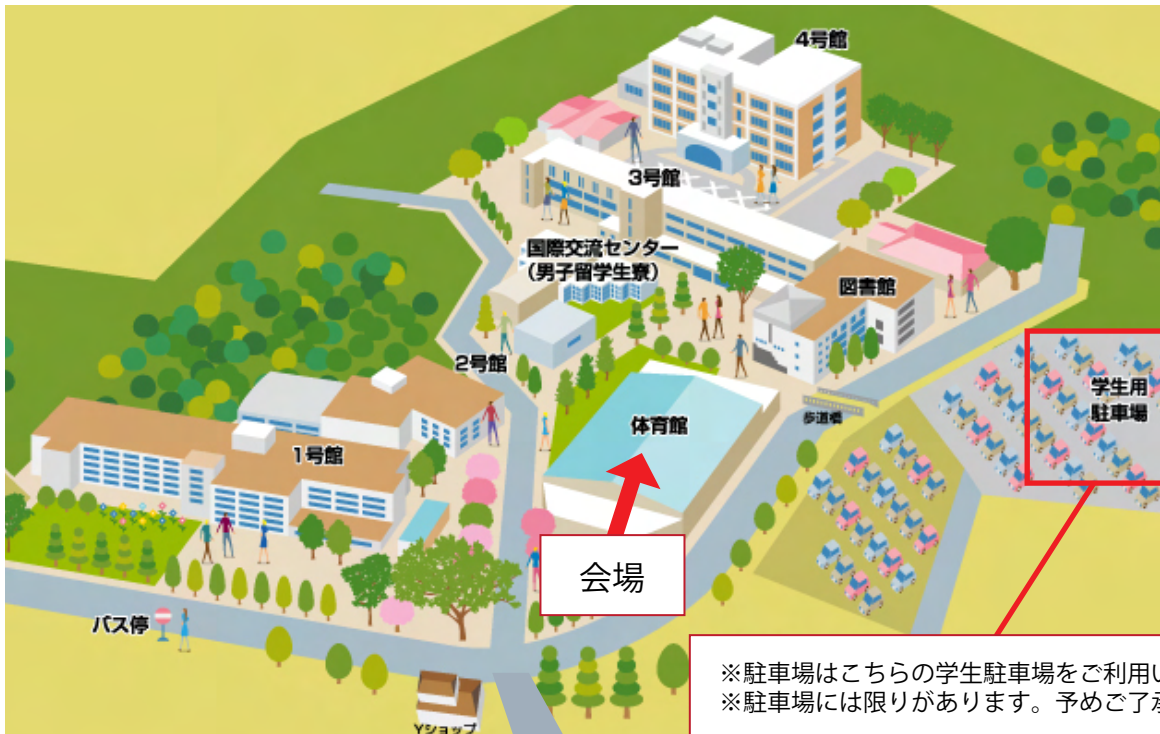 4号館
3号館
国際交流センター
（男子留学生寮）
図書館
2号館
学生用
駐車場
体育館
歩道橋
1号館
会場
バス停
※駐車場はこちらの学生駐車場をご利用い
※駐車場には限りがあります。予めご了承
Yショップ